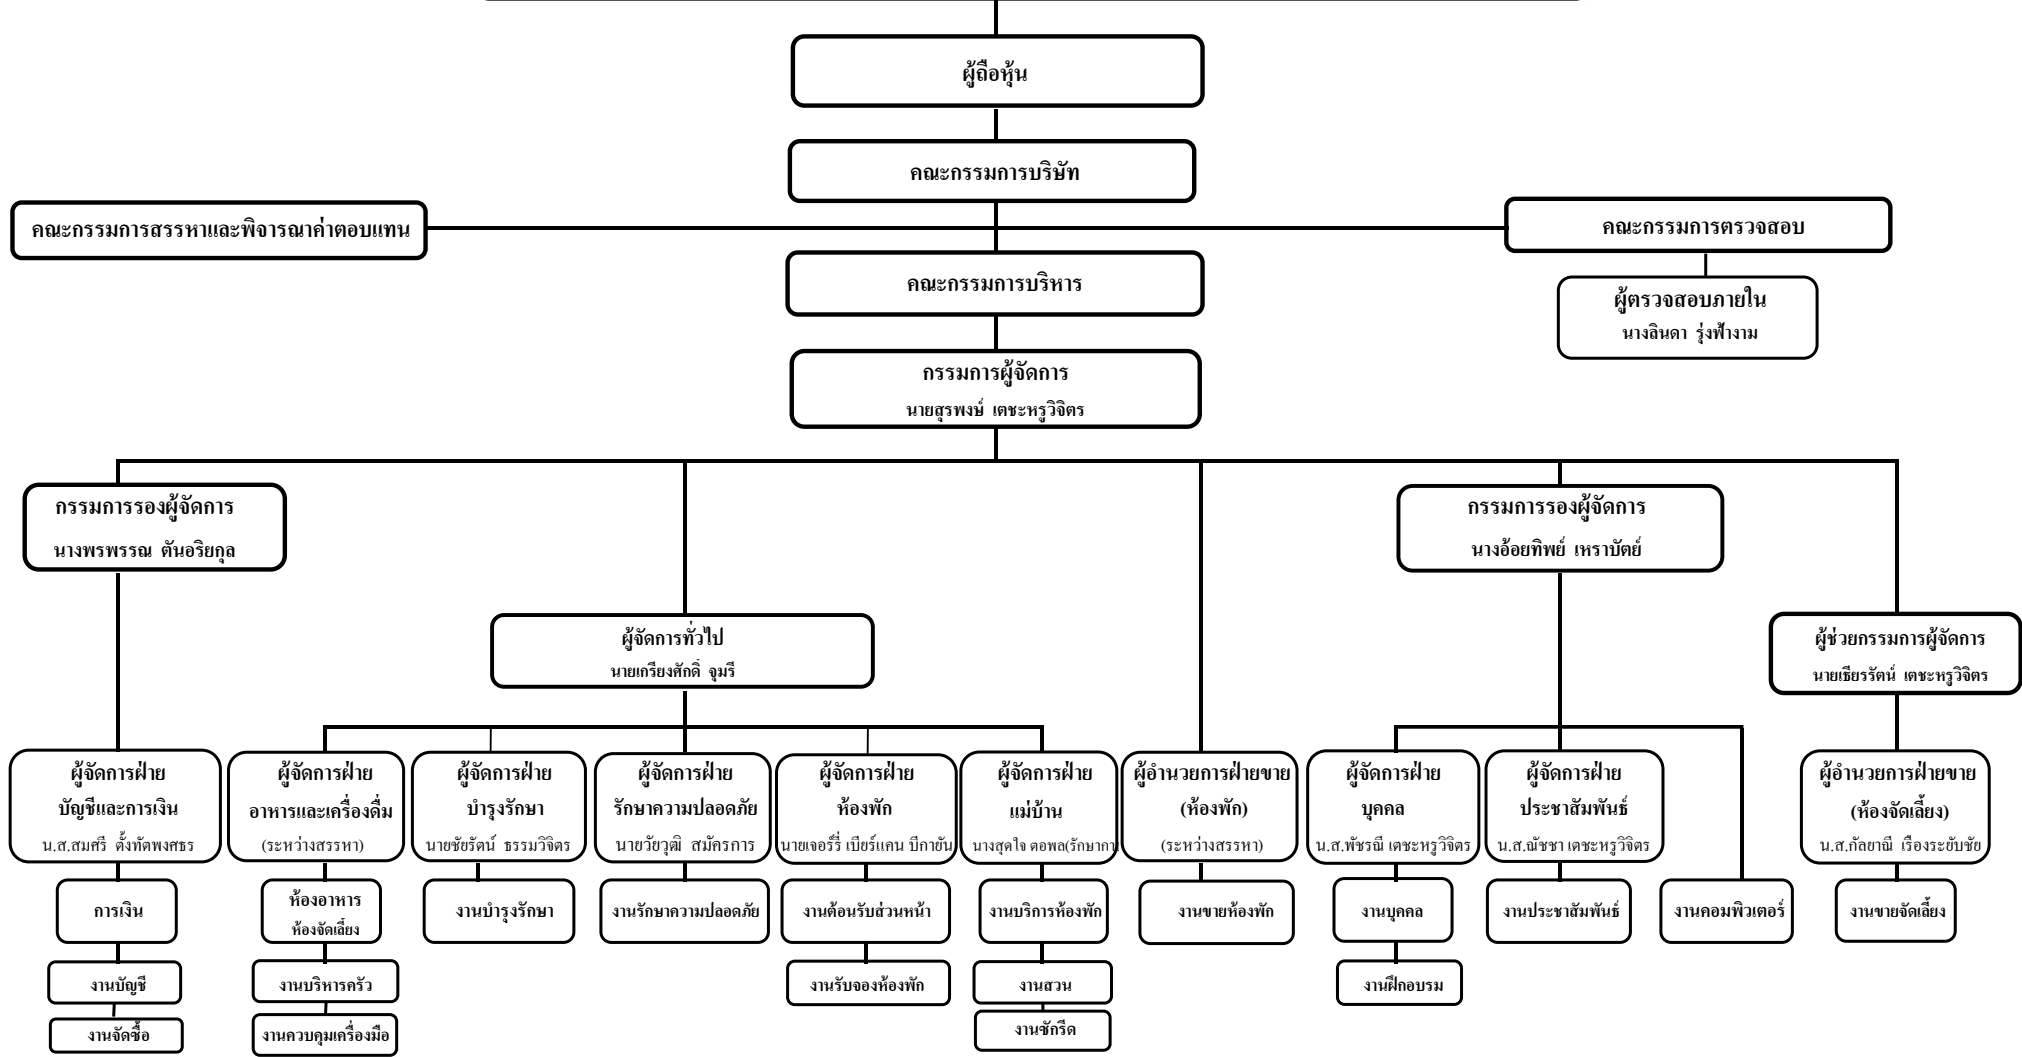 ผู้ถือหุ้น
คณะกรรมการบริษัท
คณะกรรมการสรรหาและพิจารณาค่าตอบแทน
คณะกรรมการตรวจสอบ
คณะกรรมการบริหาร
ผู้ตรวจสอบภายใน
นางลินดา รุ่งฟ้างาม
กรรมการผู้จัดการ
นายสุรพงษ์ เตชะหรูวิจิตร
กรรมการรองผู้จัดการ
นางพรพรรณ ตันอริยกุล
กรรมการรองผู้จัดการ
นางอ้อยทิพย์ เหราบัตย์
ผู้จัดการทั่วไป
นายเกรียงศักดิ์ จุมรี
ผู้ช่วยกรรมการผู้จัดการ
นายเธียรรัตน์ เตชะหรูวิจิตร
ผู้จัดการฝ่าย
บัญชีและการเงิน
น.ส.สมศรี ตั้งทัตพงศธร
ผู้จัดการฝ่าย
อาหารและเครื่องดื่ม
(ระหว่างสรรหา)
ผู้จัดการฝ่าย
บำรุงรักษา
นายชัยรัตน์ ธรรมวิจิตร
ผู้จัดการฝ่าย
รักษาความปลอดภัย
นายวัยวุฒิ สมัครการ
ผู้จัดการฝ่าย
ห้องพัก
นายเจอร์รี่ เบียร์แคน บีกายัน
ผู้จัดการฝ่าย
แม่บ้าน
นางสุดใจ ตอพล(รักษากา
ผู้อำนวยการฝ่ายขาย
(ห้องพัก)
(ระหว่างสรรหา)
ผู้จัดการฝ่าย
บุคคล
น.ส.พัชรณี เตชะหรูวิจิตร
ผู้จัดการฝ่าย
ประชาสัมพันธ์
น.ส.ณัชชา เตชะหรูวิจิตร
ผู้อำนวยการฝ่ายขาย
(ห้องจัดเลี้ยง)
น.ส.กัลยาณี เรืองระยับชัย
การเงิน
ห้องอาหาร
ห้องจัดเลี้ยง
งานบำรุงรักษา
งานรักษาความปลอดภัย
งานต้อนรับส่วนหน้า
งานบริการห้องพัก
งานขายห้องพัก
งานบุคคล
งานประชาสัมพันธ์
งานคอมพิวเตอร์
งานขายจัดเลี้ยง
งานบัญชี
งานบริหารครัว
งานรับจองห้องพัก
งานสวน
งานฝึกอบรม
งานจัดซื้อ
งานควบคุมเครื่องมือ
งานซักรีด